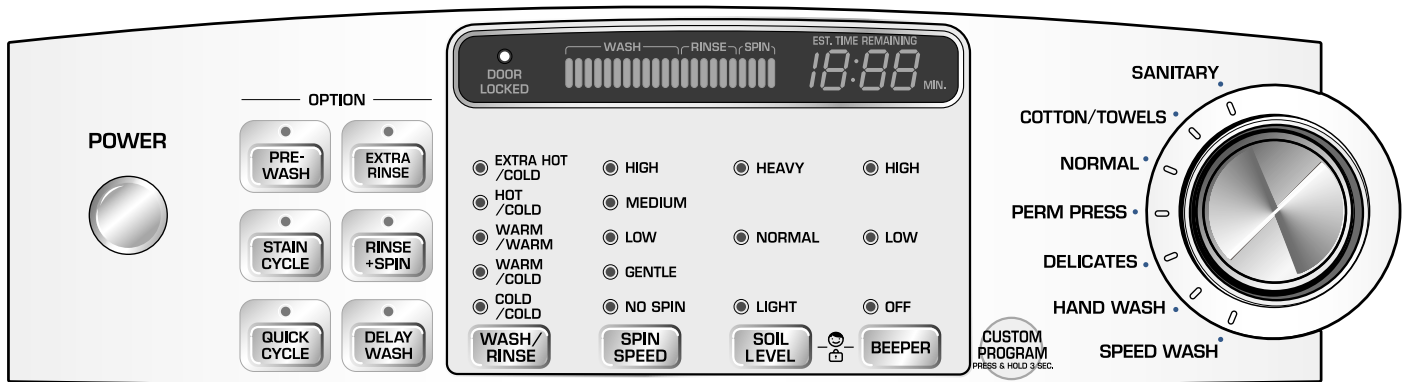 POWER
OPTION
PRE-
WASH
EXTRA
RINSE
STAIN
CYCLE
RINSE
+SPIN
QUICK
CYCLE
DELAY
WASH
DOOR
LOCKED
WASH
RINSE
SPIN
EST. TIME REMAINING
18:88
MIN.
EXTRA HOT
/COLD
HOT
/COLD
WARM
/WARM
WARM
/COLD
COLD
/COLD
WASH/
RINSE
HIGH
MEDIUM
LOW
GENTLE
NO SPIN
SPIN
SPEED
HEAVY
NORMAL
LIGHT
SOIL
LEVEL
HIGH
LOW
OFF
BEEPER
CUSTOM
PROGRAM
PRESS & HOLD 3 SEC.
SANITARY
COTTON/TOWELS
NORMAL
PERM PRESS
DELICATES
HAND WASH
SPEED WASH